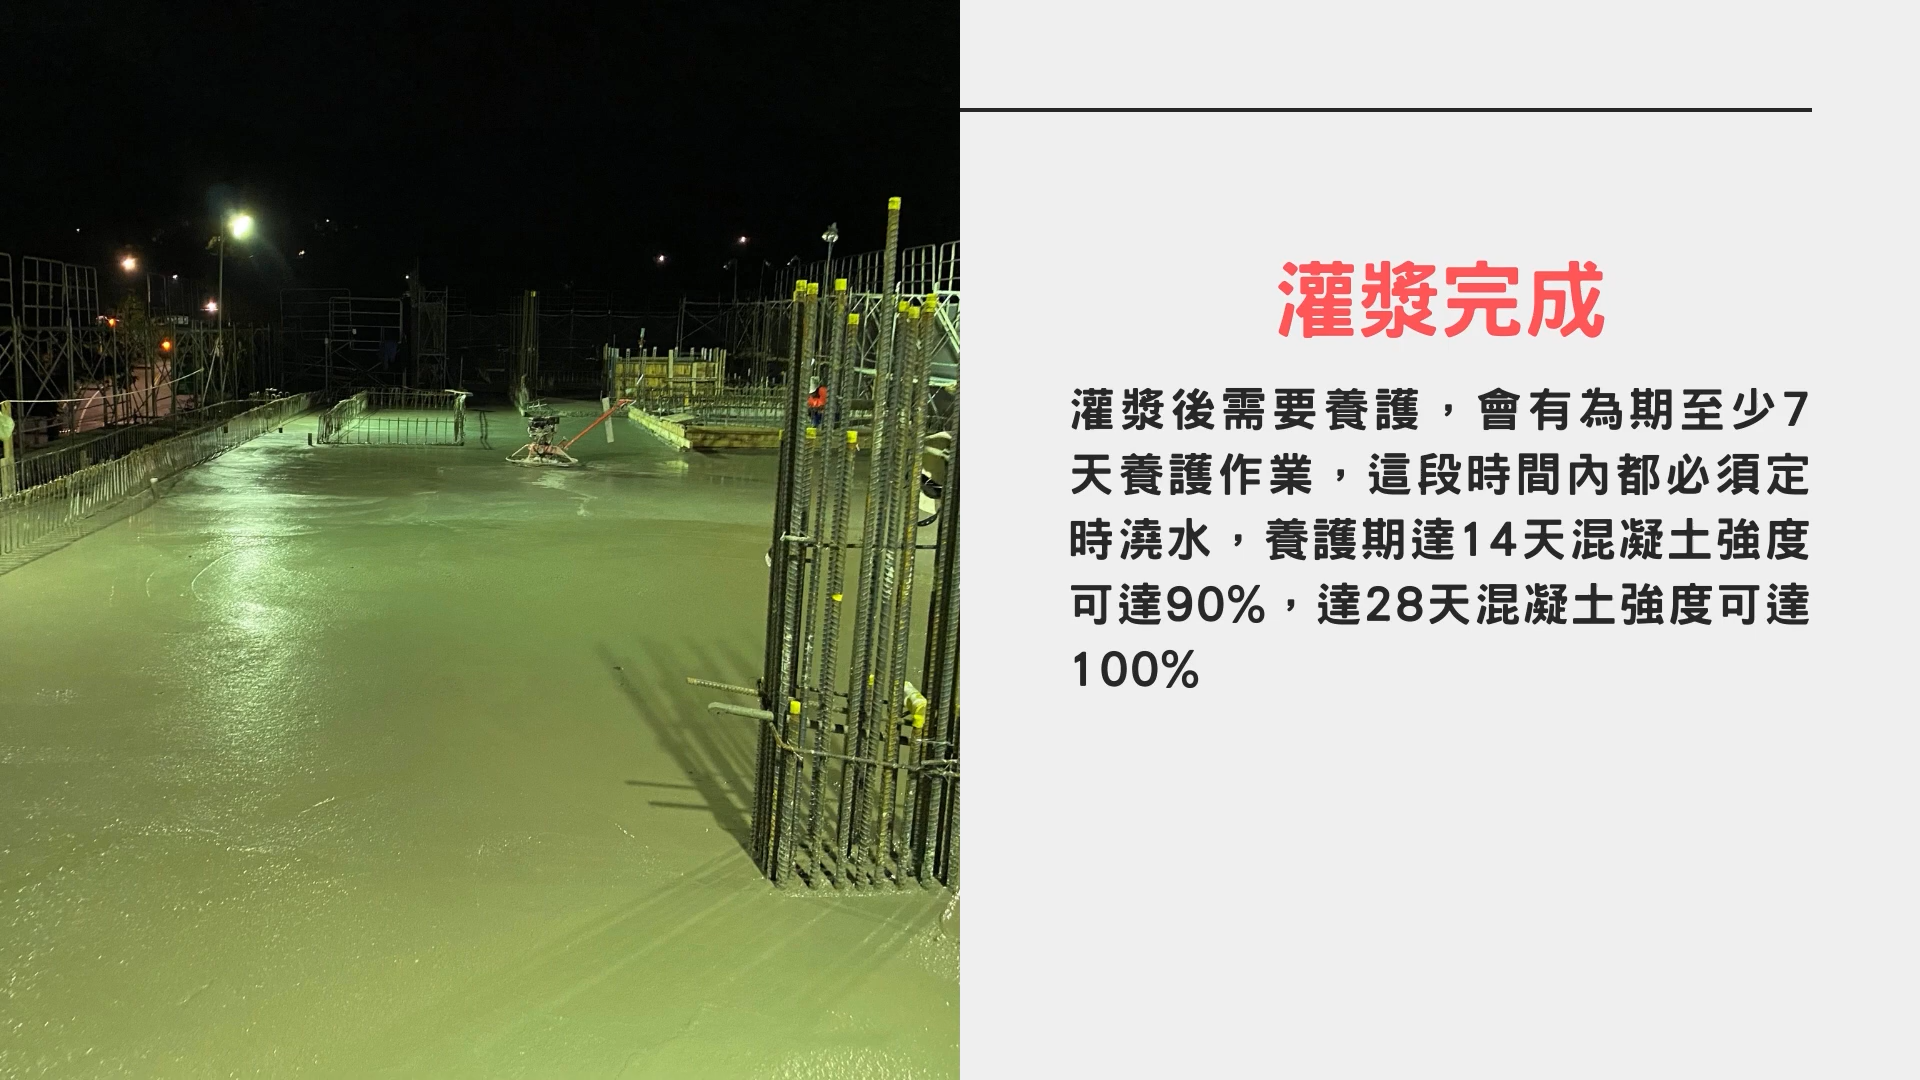 灌漿完成
灌漿後需要養護，會有為期至少7
天養護作業，這段時間內都必須定
時澆水，養護期達14天混凝土強度
可達90%，達28天混凝土強度可達
100%